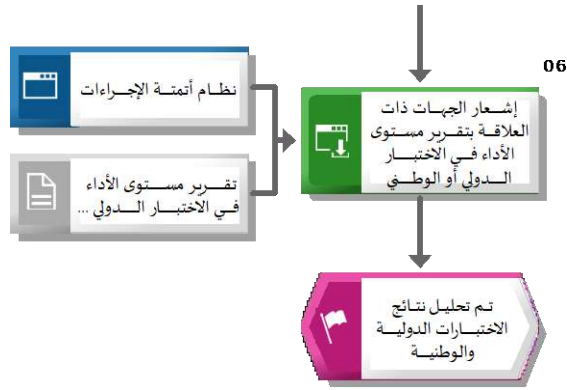 06
إشعار الجهات ذات
العلاقة بتقرير مستوى
الأداء في الاختبار
الدولي أو الوطني
نظام أتمتة الإجراءات
تقرير مستوى الأداء
في الاختبار الدولي ...
تم تحليل نتائج
الاختبارات الدولية
والوطنية